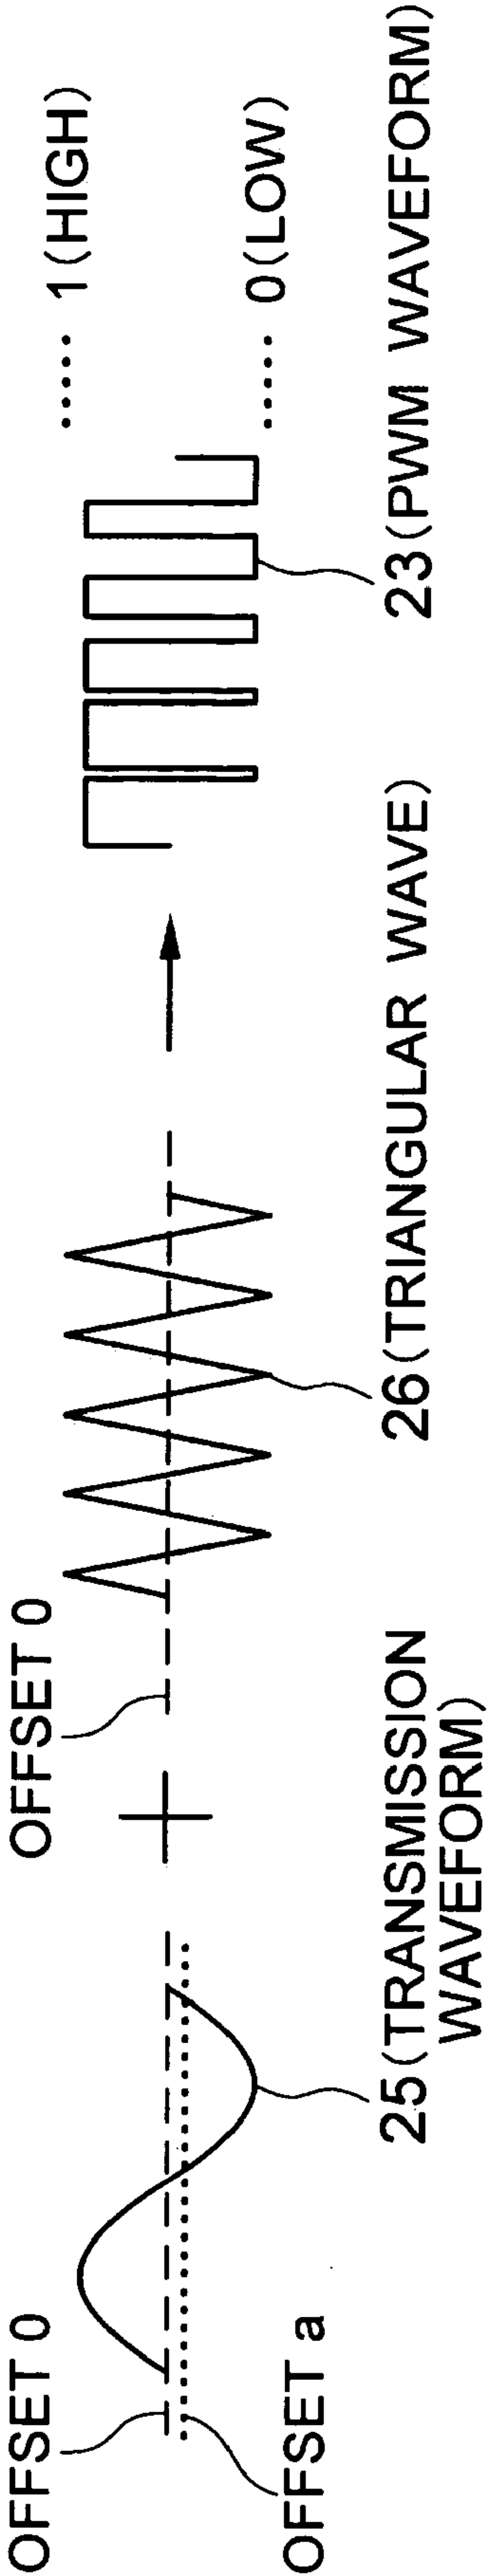 OFFSET 0
OFFSET a
25(TRANSMISSION
WAVEFORM)
OFFSET 0
26(TRIANGULAR WAVE)
1(HIGH)
0(LOW)
23(PWM WAVEFORM)